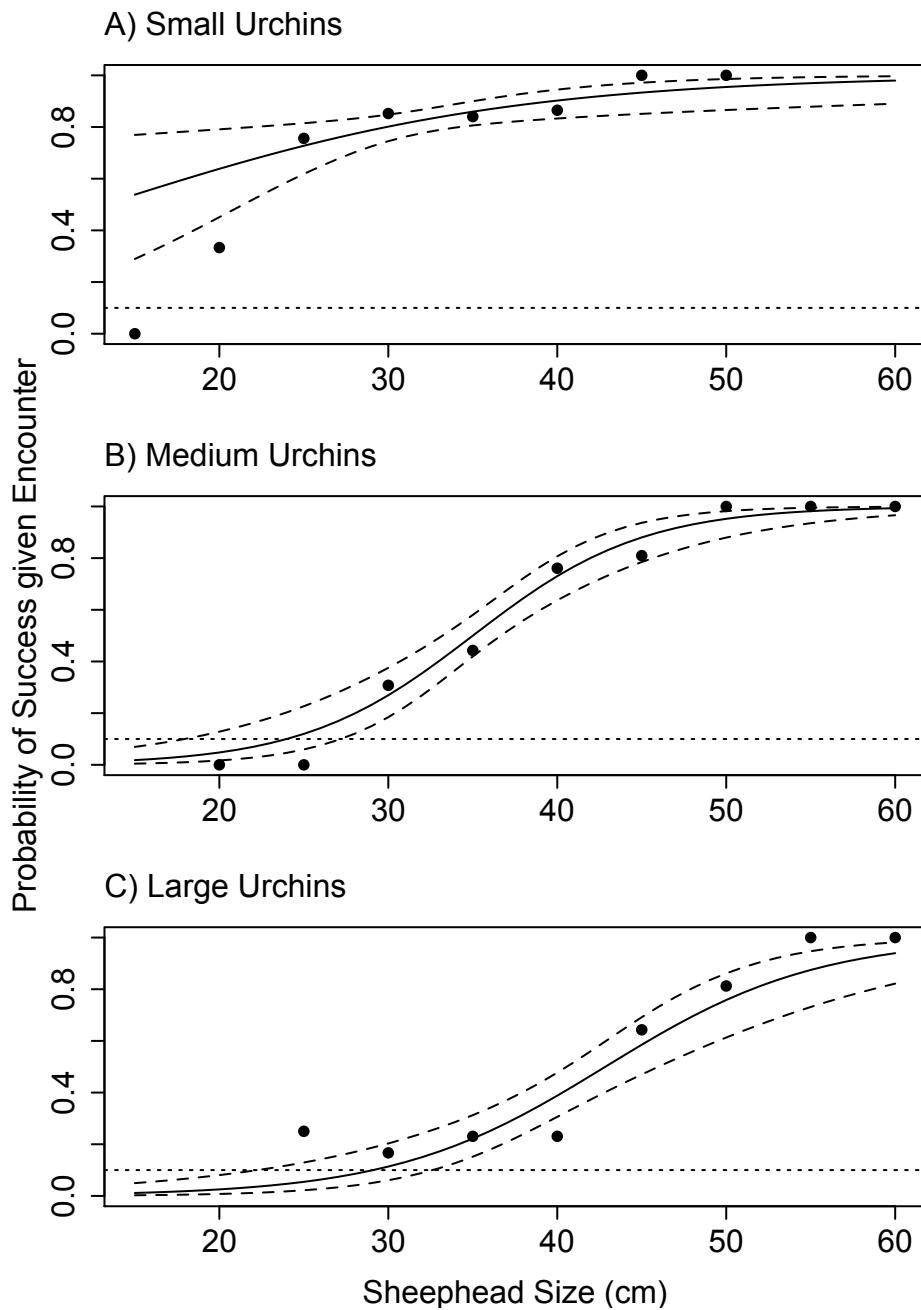 A) Small Urchins
0.0 0.4 0.8
20 30 40 50 60
B) Medium Urchins
0.0 0.4 0.8
20 30 40 50 60
C) Large Urchins
0.0 0.4 0.8
20 30 40 50 60
Probability of Success given Encounter
Sheephead Size (cm)